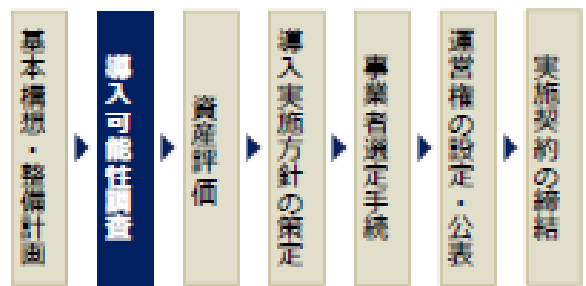 基本構想・整備計画
導入可能性調査
資産評価
導入実施方針の策定
事業者選定手続
運営権の設定・公表
実施契約の締結